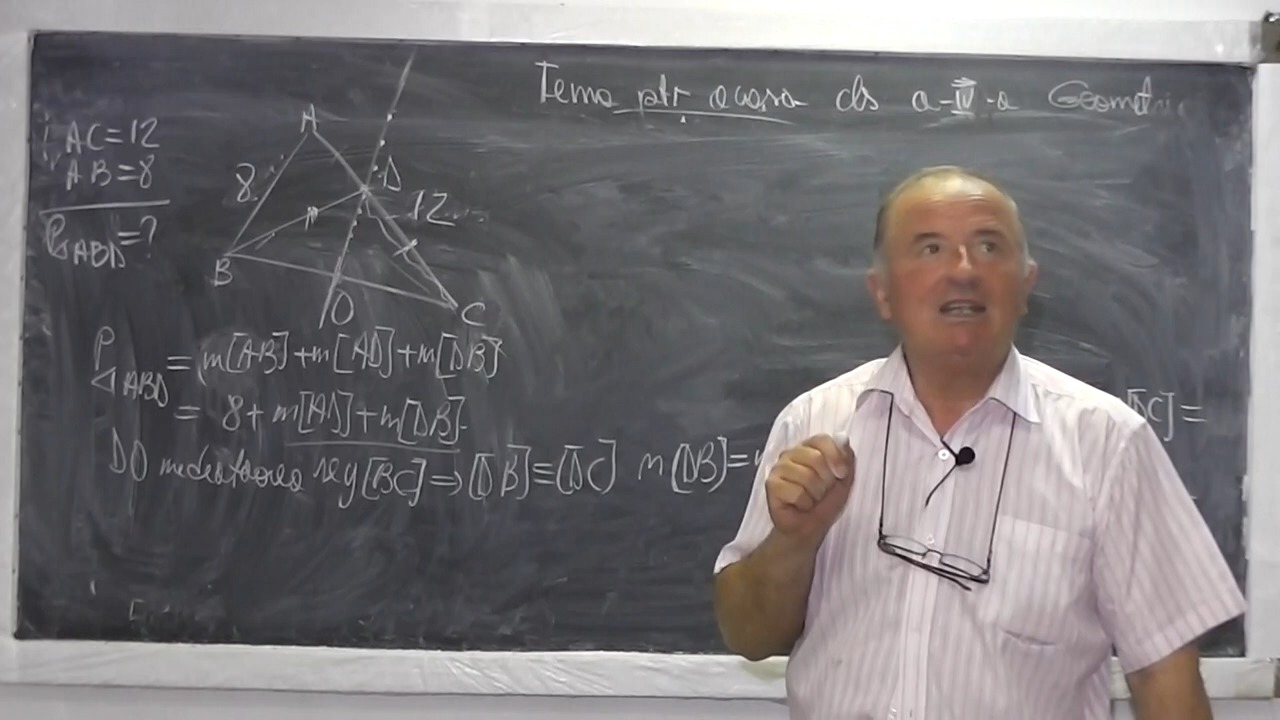 Tema ptr acasa cls a-IV-a Geometri
AC=12
AB=8
P ABD=?
A
8
D
12
B
O
C
P △ABD = m[AB]+m[AD]+m[DB]
= 8+m[AD]+m[DB]
DO mediatoarea seg[BC]⇒[DB]≡[DC] m[DB]=
DC]=